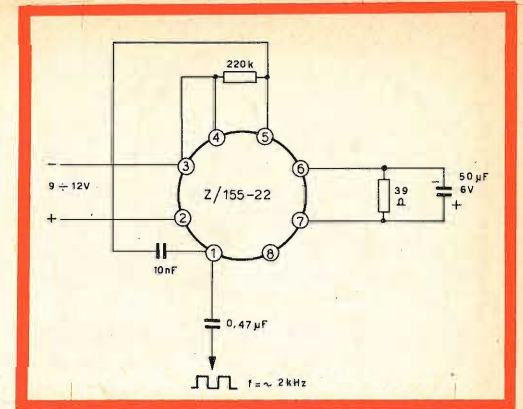 220k
4
5
3
6
−
9 ÷ 12V
Z/155-22
39
Ω
−
50 µF
6V
+
+
2
7
1
8
10nF
0,47 µF
f = ~ 2kHz